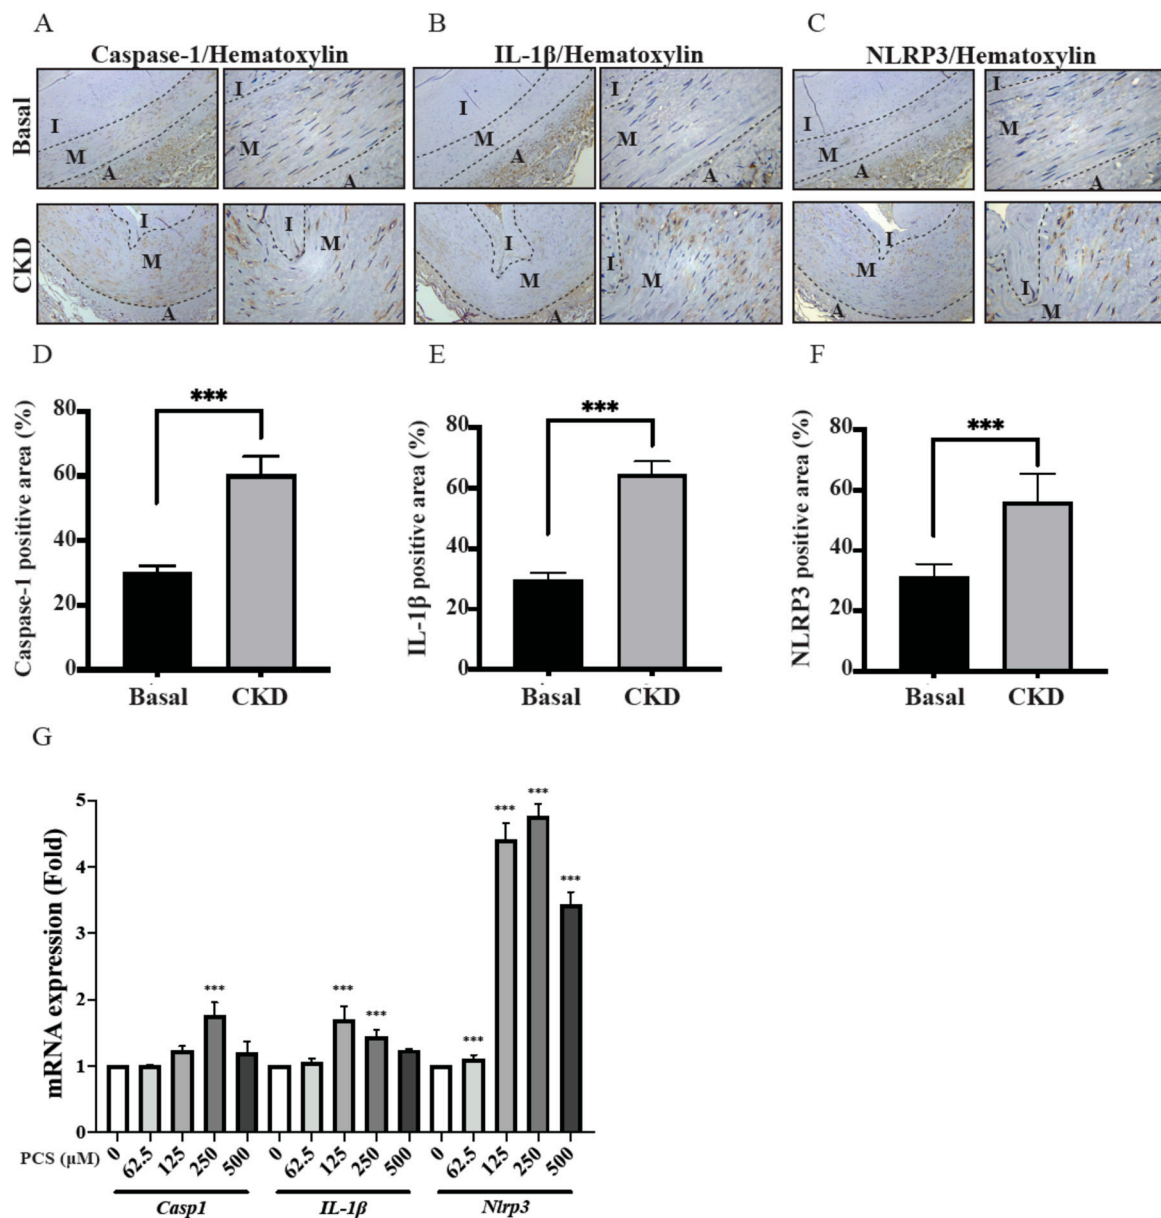 A B C
Caspase-1/Hematoxylin IL-1β/Hematoxylin NLRP3/Hematoxylin
Basal
I M A I M A I M A I M A I M A I M A
CKD
I M A I M I M A I M I M A I M
D E F
Caspase-1 positive area (%)
80
60
40
20
0
***
Basal CKD
IL-1β positive area (%)
80
60
40
20
0
***
Basal CKD
NLRP3 positive area (%)
80
60
40
20
0
***
Basal CKD
G
mRNA expression (Fold)
5
4
3
2
1
0
*** *** *** *** *** *** ***
PCS (μM) 0 62.5 125 250 500 0 62.5 125 250 500 0 62.5 125 250 500
Casp1 IL-1β Nlrp3